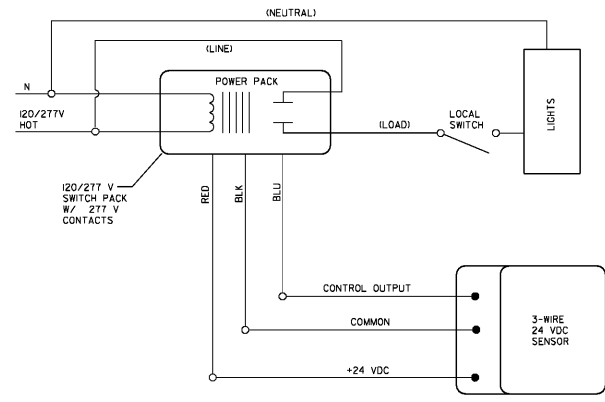 (NEUTRAL)
(LINE)
POWER PACK
N
120/277V
HOT
(LOAD)
LOCAL
SWITCH
LIGHTS
120/277 V
SWITCH PACK
W/ 277 V
CONTACTS
RED
BLK
BLU
CONTROL OUTPUT
COMMON
+24 VDC
3-WIRE
24 VDC
SENSOR